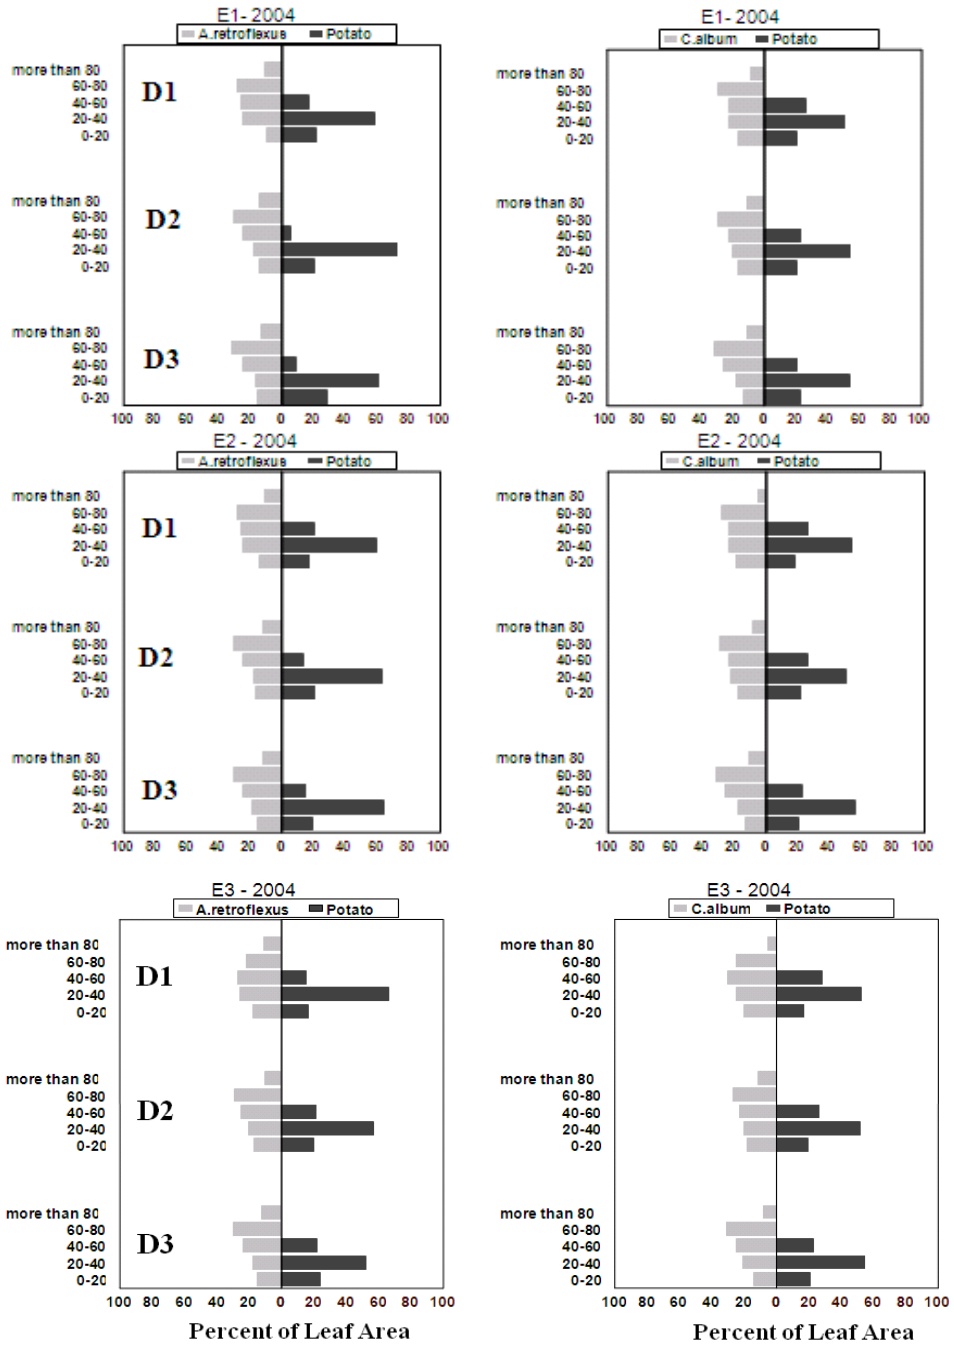 E1- 2004
A.retroflexus Potato
more than 80
60-80
40-60
20-40
0-20
D1
more than 80
60-80
40-60
20-40
0-20
D2
more than 80
60-80
40-60
20-40
0-20
D3
100 80 60 40 20 0 20 40 60 80 100
E1- 2004
C.album Potato
more than 80
60-80
40-60
20-40
0-20
more than 80
60-80
40-60
20-40
0-20
more than 80
60-80
40-60
20-40
0-20
100 80 60 40 20 0 20 40 60 80 100
E2 - 2004
A.retroflexus Potato
more than 80
60-80
40-60
20-40
0-20
D1
more than 80
60-80
40-60
20-40
0-20
D2
more than 80
60-80
40-60
20-40
0-20
D3
100 80 60 40 20 0 20 40 60 80 100
E2 - 2004
C.album Potato
more than 80
60-80
40-60
20-40
0-20
more than 80
60-80
40-60
20-40
0-20
more than 80
60-80
40-60
20-40
0-20
100 80 60 40 20 0 20 40 60 80 100
E3 - 2004
A.retroflexus Potato
more than 80
60-80
40-60
20-40
0-20
D1
more than 80
60-80
40-60
20-40
0-20
D2
more than 80
60-80
40-60
20-40
0-20
D3
100 80 60 40 20 0 20 40 60 80 100
Percent of Leaf Area
E3 - 2004
C.album Potato
more than 80
60-80
40-60
20-40
0-20
more than 80
60-80
40-60
20-40
0-20
more than 80
60-80
40-60
20-40
0-20
100 80 60 40 20 0 20 40 60 80 100
Percent of Leaf Area